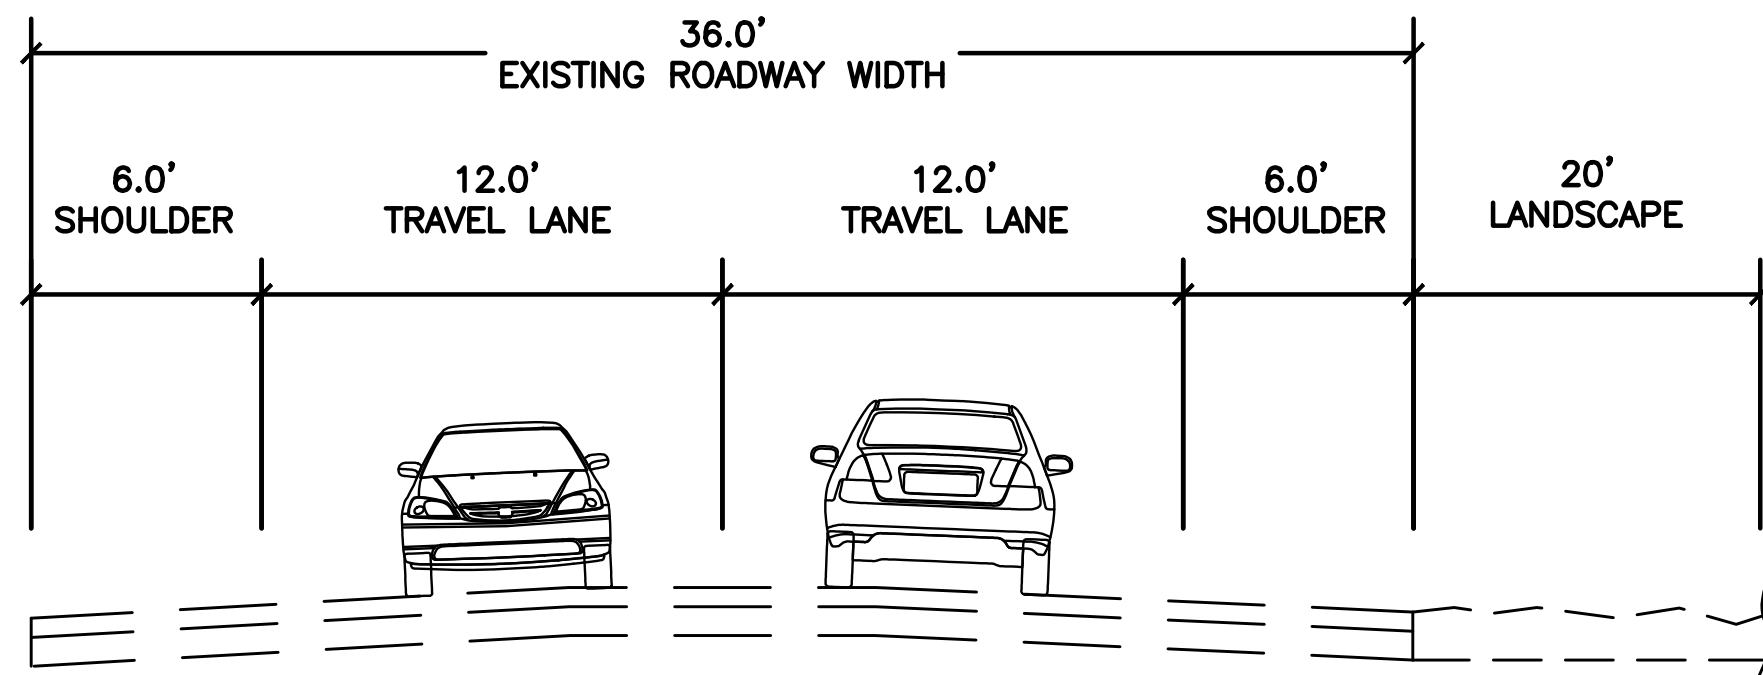 36.0'
EXISTING ROADWAY WIDTH
6.0'
SHOULDER
12.0'
TRAVEL LANE
12.0'
TRAVEL LANE
6.0'
SHOULDER
20'
LANDSCAPE